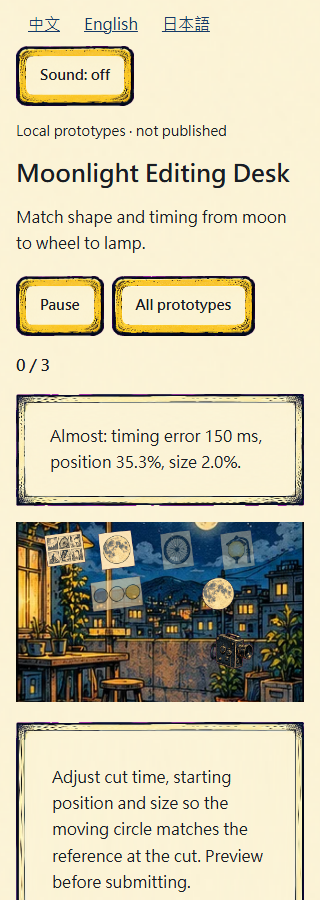 中文 English 日本語
Sound: off
Local prototypes · not published
Moonlight Editing Desk
Match shape and timing from moon
to wheel to lamp.
Pause All prototypes
0 / 3
Almost: timing error 150 ms,
position 35.3%, size 2.0%.
Adjust cut time, starting
position and size so the
moving circle matches the
reference at the cut. Preview
before submitting.